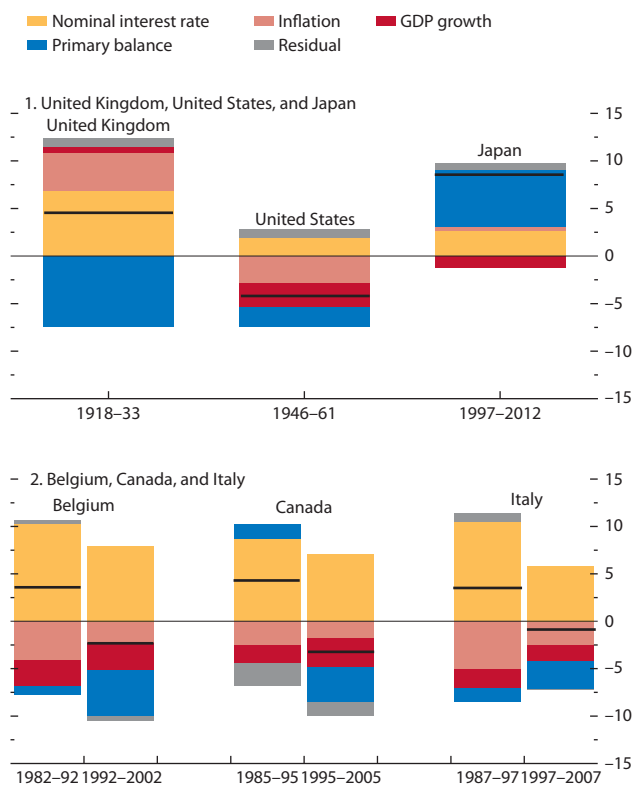 Nominal interest rate Inflation GDP growth
Primary balance Residual
1. United Kingdom, United States, and Japan
United Kingdom
Japan
United States
15
10
5
0
–5
–10
–15
1918–33 1946–61 1997–2012
2. Belgium, Canada, and Italy
Belgium Canada Italy
15
10
5
0
–5
–10
–15
1982–92 1992–2002 1985–95 1995–2005 1987–97 1997–2007